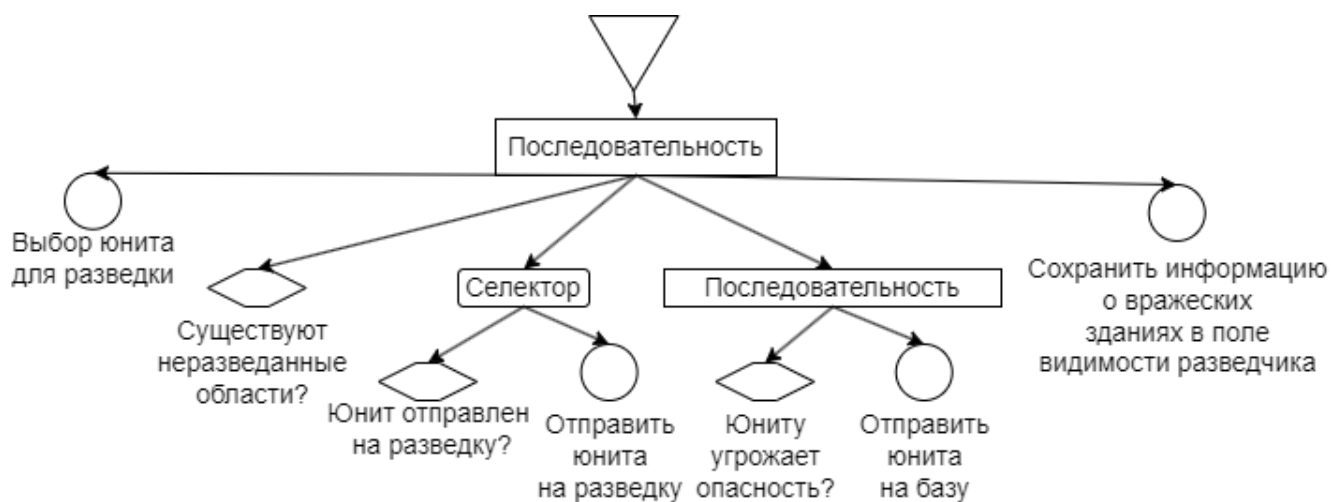 Последовательность
Выбор юнита
для разведки
Существуют
неразведанные
области?
Селектор
Юнит отправлен
на разведку?
Отправить
юнита
на разведку
Последовательность
Юниту
угрожает
опасность?
Отправить
юнита
на базу
Сохранить информацию
о вражеских
зданиях в поле
видимости разведчика